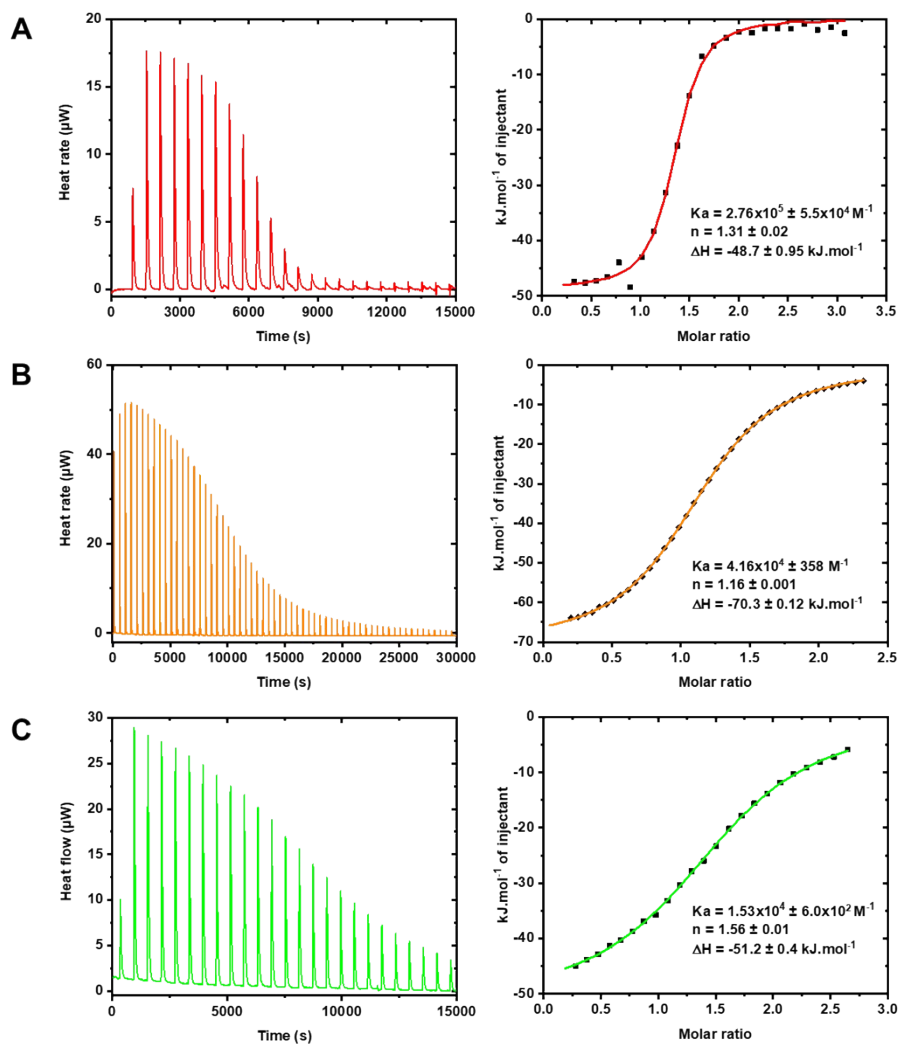 A
Heat rate (µW)
20
15
10
5
0
0 3000 6000 9000 12000 15000
Time (s)
kJ.mol-1 of injectant
0
-10
-20
-30
-40
-50
Ka = 2.76x10⁵ ± 5.5x10⁴ M⁻¹
n = 1.31 ± 0.02
ΔH = -48.7 ± 0.95 kJ.mol⁻¹
0.0 0.5 1.0 1.5 2.0 2.5 3.0 3.5
Molar ratio
B
Heat rate (µW)
60
40
20
0
0 5000 10000 15000 20000 25000 30000
Time (s)
kJ.mol⁻¹ of injectant
0
-10
-20
-30
-40
-50
-60
-70
Ka = 4.16x10⁴ ± 358 M⁻¹
n = 1.16 ± 0.001
ΔH = -70.3 ± 0.12 kJ.mol⁻¹
0.0 0.5 1.0 1.5 2.0 2.5
Molar ratio
C
Heat flow (µW)
30
25
20
15
10
5
0
0 5000 10000 15000
Time (s)
kJ.mol⁻¹ of injectant
0
-10
-20
-30
-40
-50
Ka = 1.53x10⁴ ± 6.0x10² M⁻¹
n = 1.56 ± 0.01
ΔH = -51.2 ± 0.4 kJ.mol⁻¹
0.0 0.5 1.0 1.5 2.0 2.5 3.0
Molar ratio